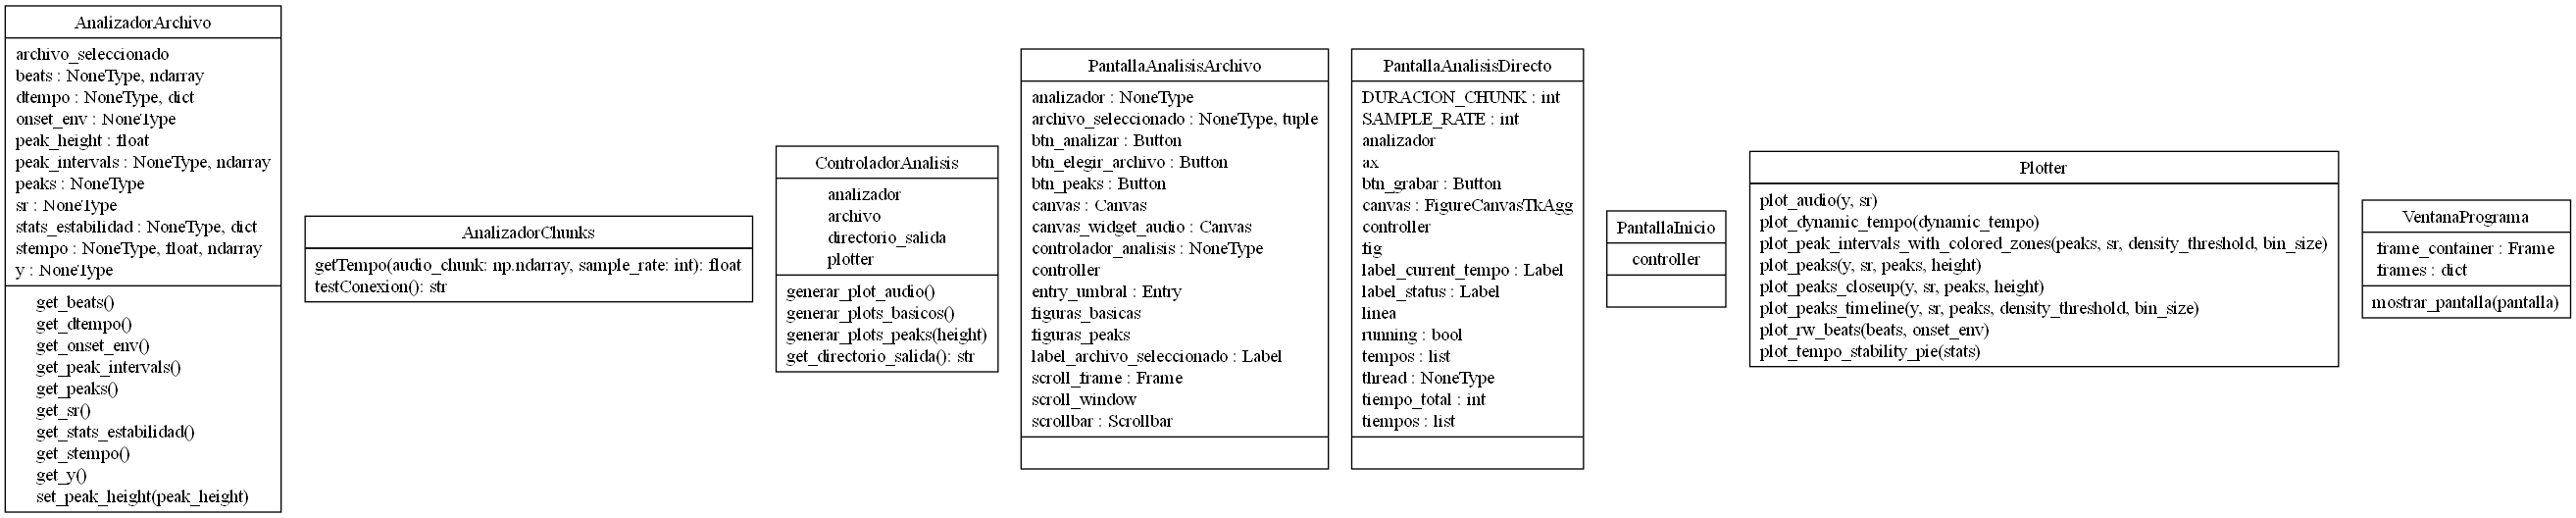 AnalizadorArchivo
archivo_seleccionado
beats : NoneType, ndarray
dtempo : NoneType, dict
onset_env : NoneType
peak_height : float
peak_intervals : NoneType, ndarray
peaks : NoneType
sr : NoneType
stats_estabilidad : NoneType, dict
stempo : NoneType, float, ndarray
y : NoneType
get_beats()
get_dtempo()
get_onset_env()
get_peak_intervals()
get_peaks()
get_sr()
get_stats_estabilidad()
get_stempo()
get_y()
set_peak_height(peak_height)
AnalizadorChunks
getTempo(audio_chunk: np.ndarray, sample_rate: int): float
testConexion(): str
ControladorAnalisis
analizador
archivo
directorio_salida
plotter
generar_plot_audio()
generar_plots_basicos()
generar_plots_peaks(height)
get_directorio_salida(): str
PantallaAnalisisArchivo
analizador : NoneType
archivo_seleccionado : NoneType, tuple
btn_analizar : Button
btn_elegir_archivo : Button
btn_peaks : Button
canvas : Canvas
canvas_widget_audio : Canvas
controlador_analisis : NoneType
controller
entry_umbral : Entry
figuras_basicas
figuras_peaks
label_archivo_seleccionado : Label
scroll_frame : Frame
scroll_window
scrollbar : Scrollbar
PantallaAnalisisDirecto
DURACION_CHUNK : int
SAMPLE_RATE : int
analizador
ax
btn_grabar : Button
canvas : FigureCanvasTkAgg
controller
fig
label_current_tempo : Label
label_status : Label
linea
running : bool
tempos : list
thread : NoneType
tiempo_total : int
tiempos : list
PantallaInicio
controller
Plotter
plot_audio(y, sr)
plot_dynamic_tempo(dynamic_tempo)
plot_peak_intervals_with_colored_zones(peaks, sr, density_threshold, bin_size)
plot_peaks(y, sr, peaks, height)
plot_peaks_closeup(y, sr, peaks, height)
plot_peaks_timeline(y, sr, peaks, density_threshold, bin_size)
plot_rw_beats(beats, onset_env)
plot_tempo_stability_pie(stats)
VentanaPrograma
frame_container : Frame
frames : dict
mostrar_pantalla(pantalla)